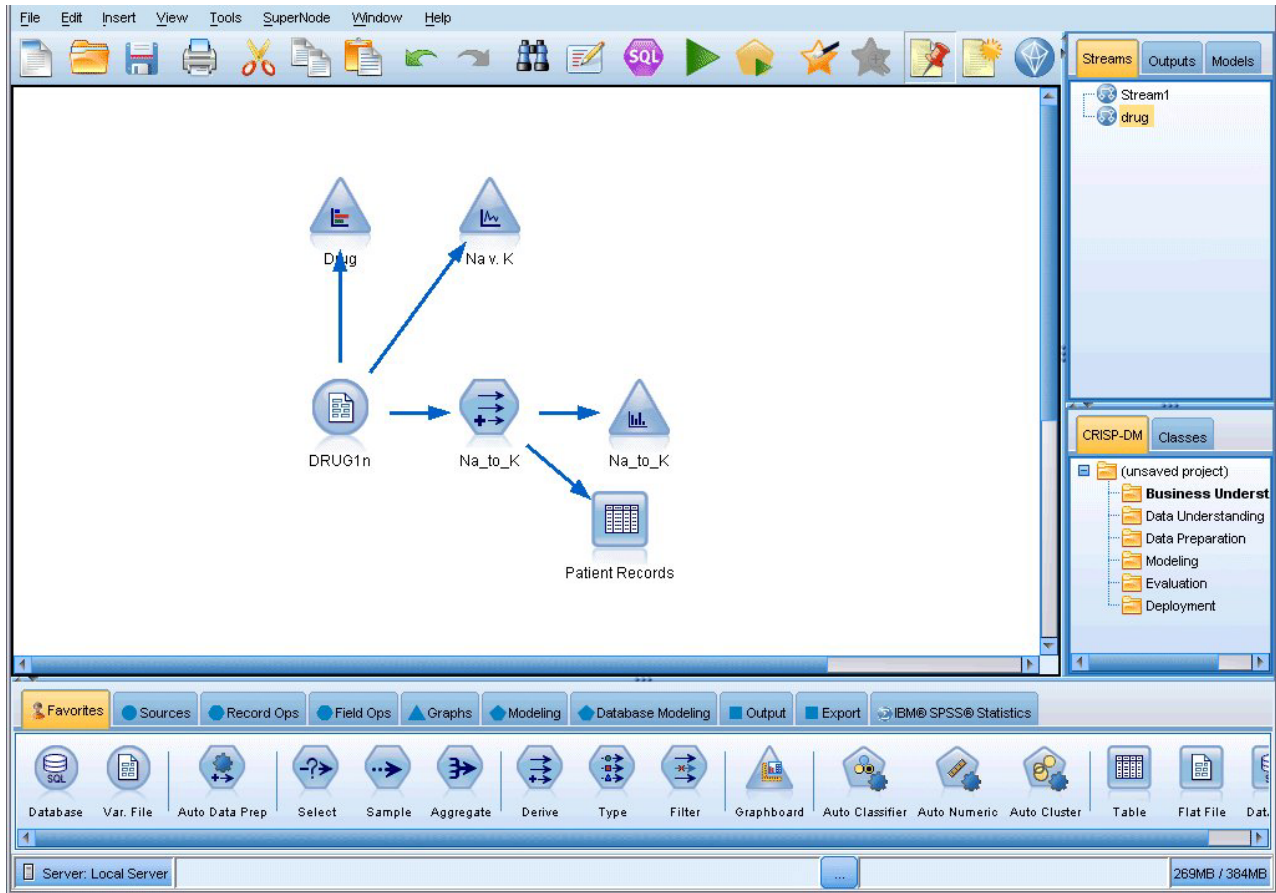 File Edit Insert View Tools SuperNode Window Help
SQL
Streams Outputs Models
Stream1
drug
Drug
Na v. K
DRUG1n
Na_to_K
Na_to_K
Patient Records
CRISP-DM Classes
(unsaved project)
Business Underst
Data Understanding
Data Preparation
Modeling
Evaluation
Deployment
Favorites Sources Record Ops Field Ops Graphs Modeling Database Modeling Output Export IBM® SPSS® Statistics
SQL
Database Var. File Auto Data Prep Select Sample Aggregate Derive Type Filter Graphboard Auto Classifier Auto Numeric Auto Cluster Table Flat File Dat
Server: Local Server ... 269MB / 384MB